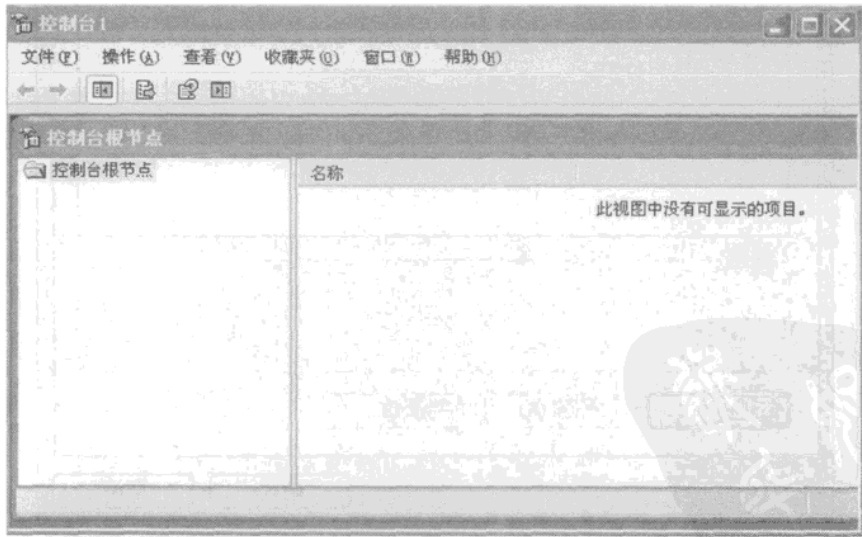 控制台1
文件(F) 操作(A) 查看(V) 收藏夹(O) 窗口(W) 帮助(H)
控制台根节点
控制台根节点
名称
此视图中没有可显示的项目。